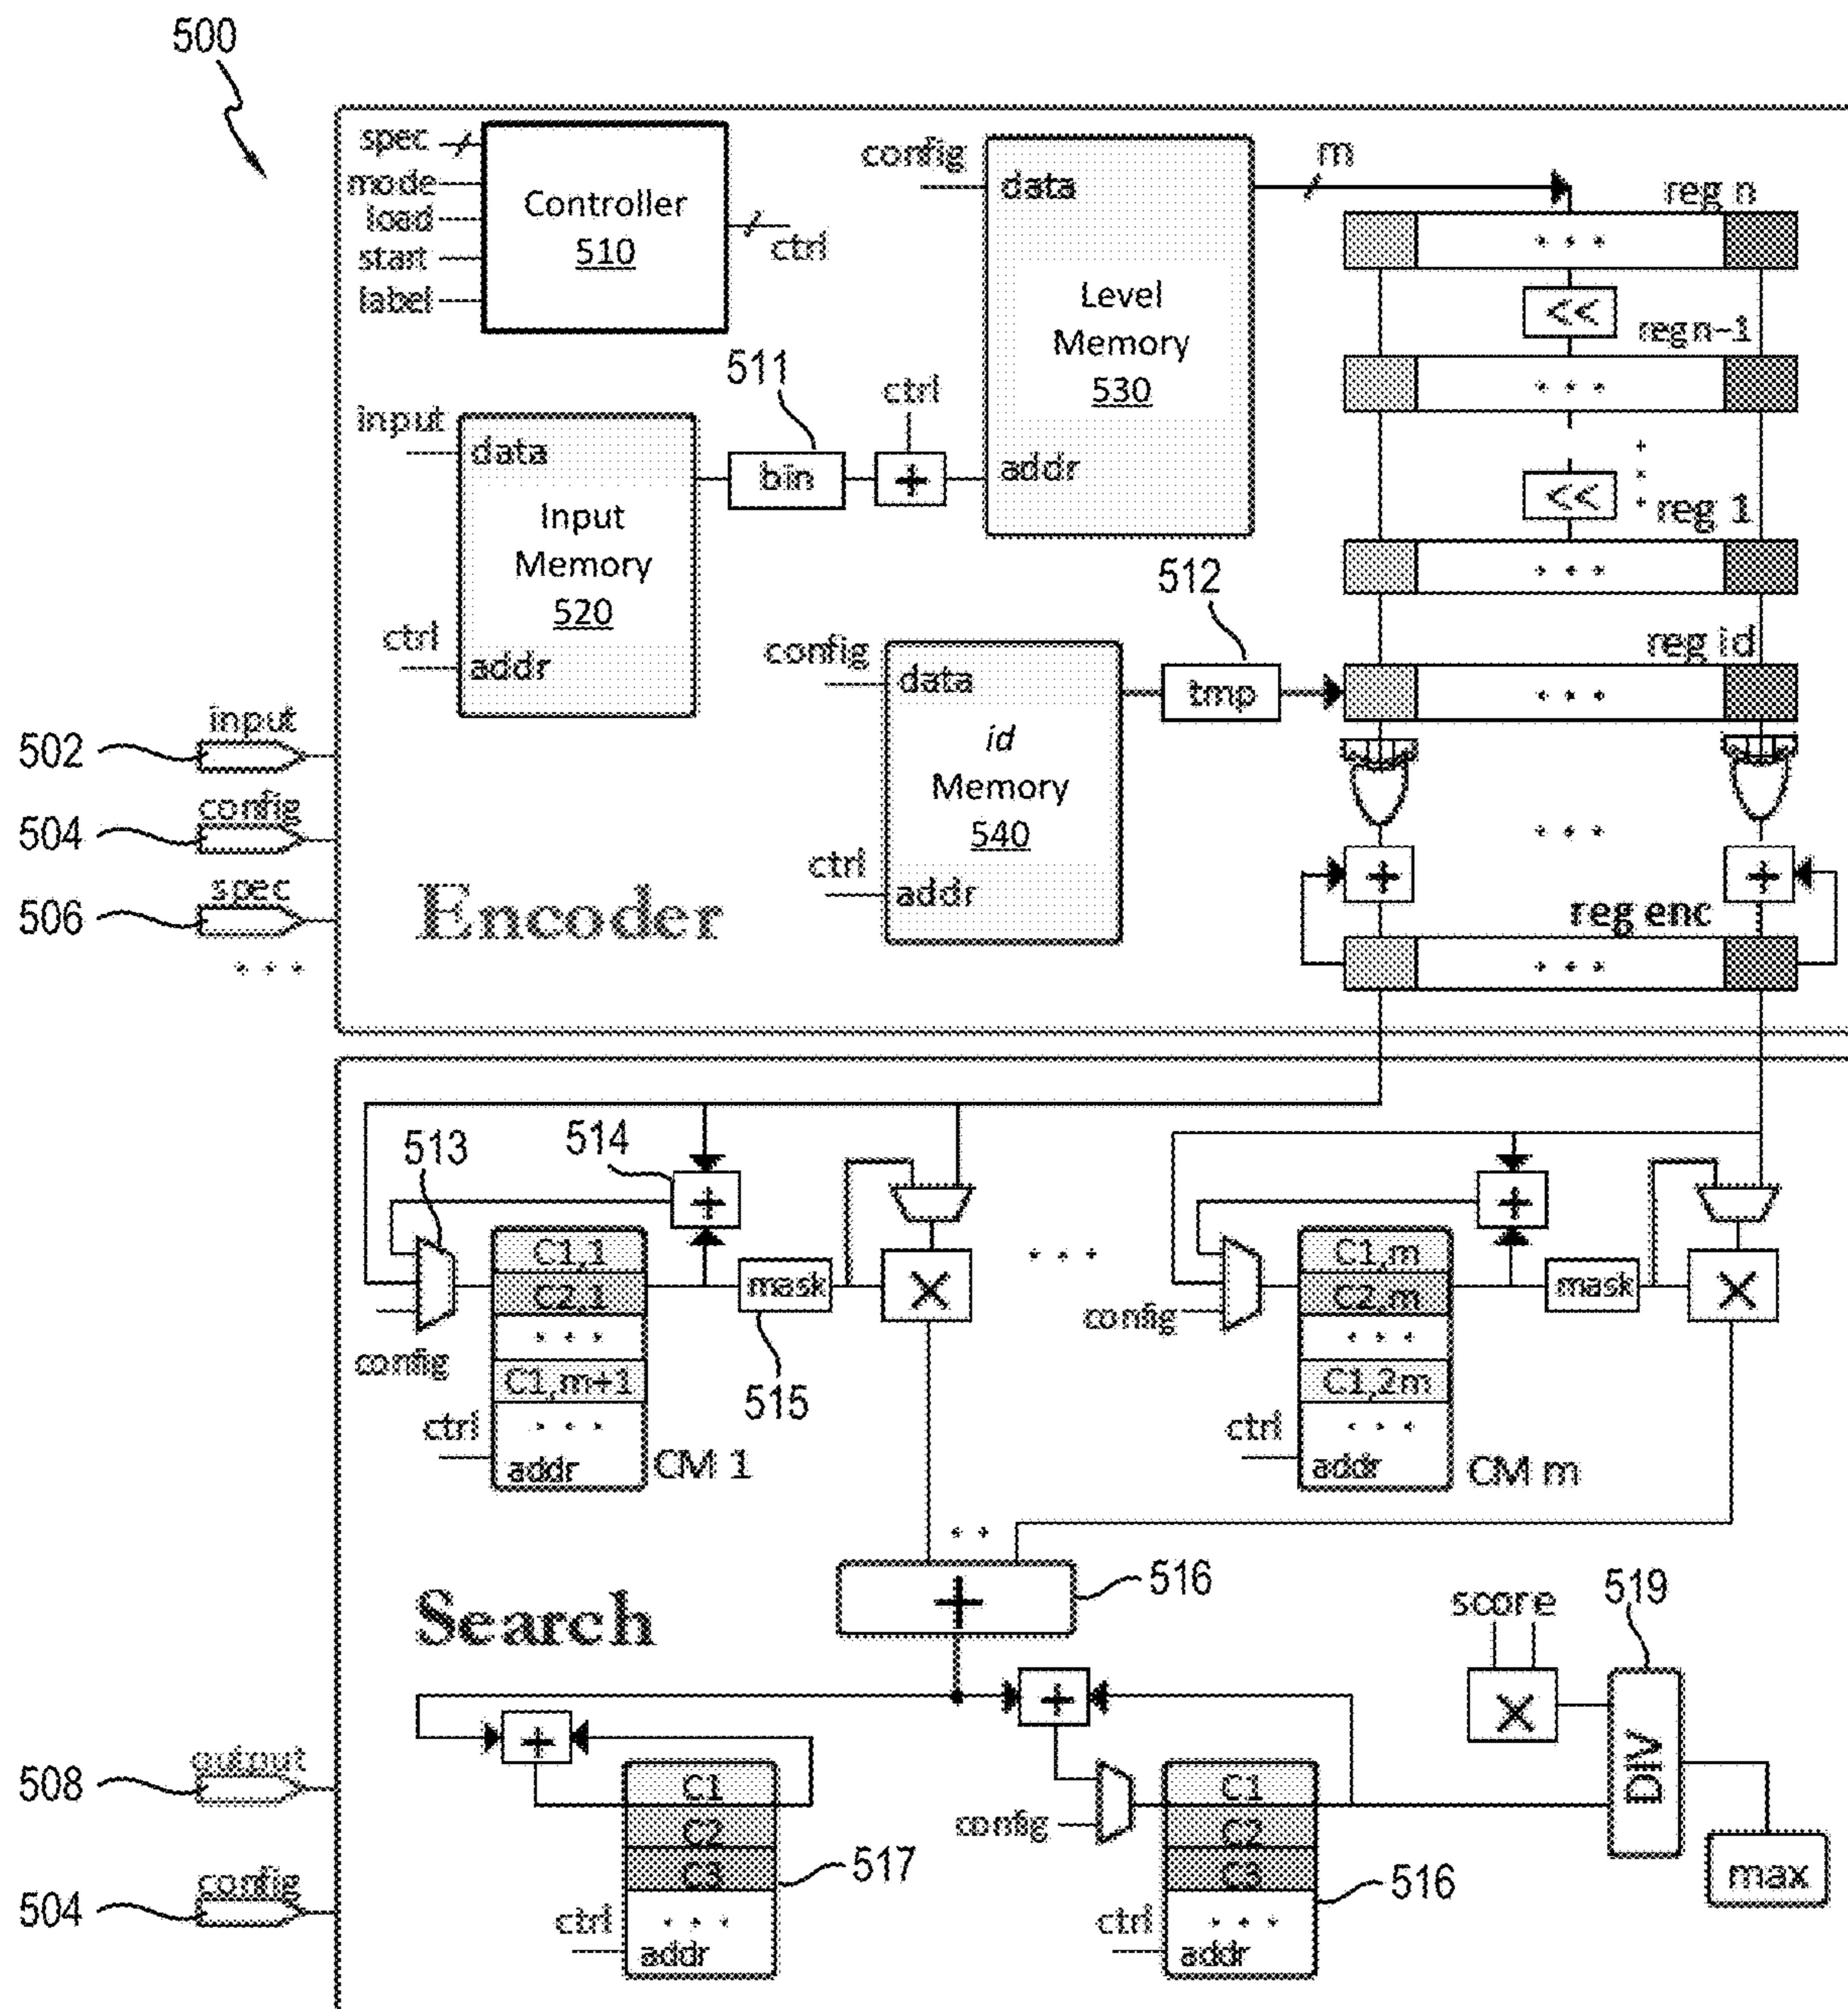 500
spec
mode
load
start
label
Controller
510
ctrl
config
data
Level
Memory
530
addr
m
reg n
<<
reg n-1
<<
reg 1
input
data
Input
Memory
520
ctrl
addr
511
bin
ctrl
+
512
config
data
tmp
reg id
id
Memory
540
ctrl
addr
+
+
reg enc
Encoder
502
input
504
config
506
spec
513
514
+
C1,1
C2,1
C1,m+1
config
ctrl
addr
CM 1
mask
515
×
+
C1,m
C2,m
C1,2m
config
ctrl
addr
CM m
mask
×
+
516
Search
+
C1
C2
C3
517
ctrl
addr
+
config
C1
C2
C3
516
ctrl
addr
score
×
519
DIV
max
508
output
504
config